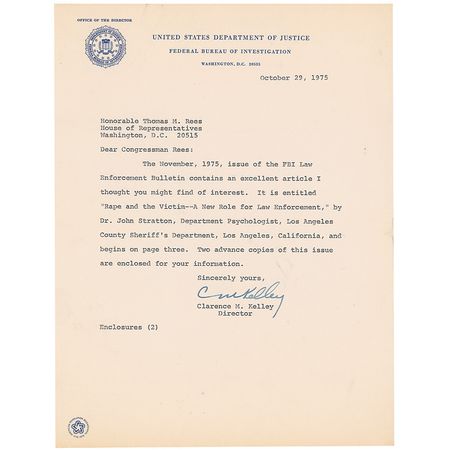 OFFICE OF THE DIRECTOR
UNITED STATES DEPARTMENT OF JUSTICE
FEDERAL BUREAU OF INVESTIGATION
WASHINGTON, D.C. 20535
October 29, 1975
Honorable Thomas M. Rees
House of Representatives
Washington, D.C. 20515
Dear Congressman Rees:
The November, 1975, issue of the FBI Law
Enforcement Bulletin contains an excellent article I
thought you might find of interest. It is entitled
"Rape and the Victim--A New Role for Law Enforcement," by
Dr. John Stratton, Department Psychologist, Los Angeles
County Sheriff's Department, Los Angeles, California, and
begins on page three. Two advance copies of this issue
are enclosed for your information.
Sincerely yours,
CMKelley
Clarence M. Kelley
Director
Enclosures (2)